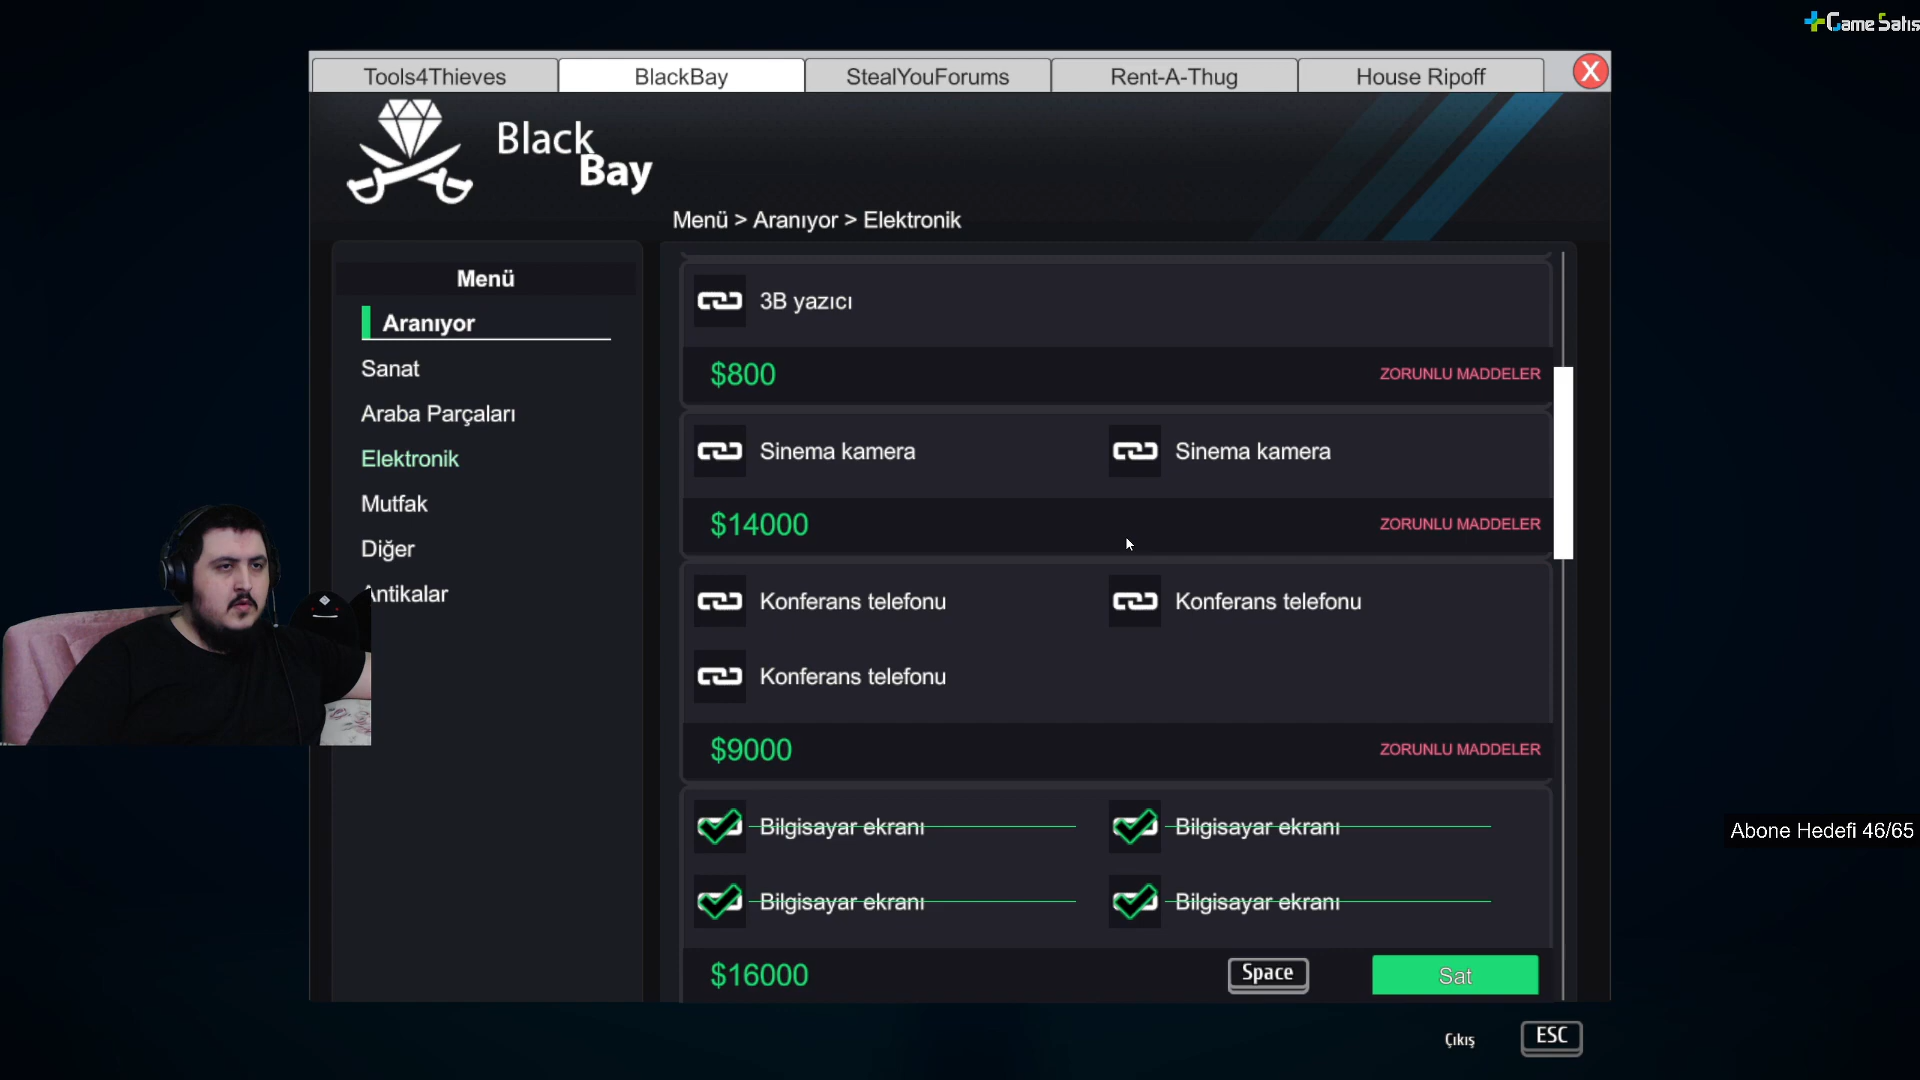 Game Satış
Tools4Thieves
BlackBay
StealYouForums
Rent-A-Thug
House Ripoff
X
Black
Bay
Menü > Aranıyor > Elektronik
Menü
Aranıyor
Sanat
Araba Parçaları
Elektronik
Mutfak
Diğer
Antikalar
3B yazıcı
$800
ZORUNLU MADDELER
Sinema kamera
Sinema kamera
$14000
ZORUNLU MADDELER
Konferans telefonu
Konferans telefonu
Konferans telefonu
$9000
ZORUNLU MADDELER
Bilgisayar ekranı
Bilgisayar ekranı
Bilgisayar ekranı
Bilgisayar ekranı
$16000
Space
Sat
Abone Hedefi 46/65
Çıkış
ESC